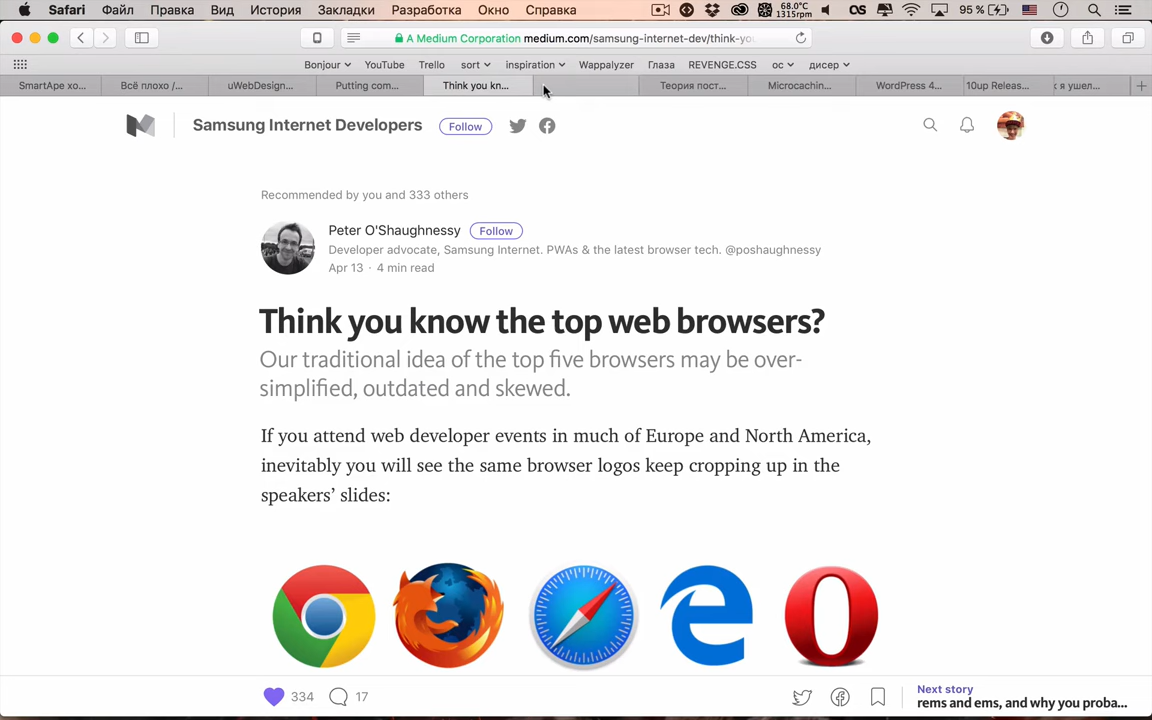 Safari Файл Правка Вид История Закладки Разработка Окно Справка 68.0°C 1315rpm 95 %
A Medium Corporation medium.com/samsung-internet-dev/think-yo
Bonjour YouTube Trello sort inspiration Wappalyzer Глаза REVENGE.CSS ос дисер
SmartApe хо... Всё плохо /... uWebDesign... Putting com... Think you kn... Теория пост... Microcachin... WordPress 4... 10up Releas... к я ушел...
Samsung Internet Developers Follow
Recommended by you and 333 others
Peter O'Shaughnessy Follow
Developer advocate, Samsung Internet. PWAs & the latest browser tech. @poshaughnessy
Apr 13 · 4 min read
Think you know the top web browsers?
Our traditional idea of the top five browsers may be over-
simplified, outdated and skewed.
If you attend web developer events in much of Europe and North America,
inevitably you will see the same browser logos keep cropping up in the
speakers’ slides:
334 17
Next story
rems and ems, and why you proba...